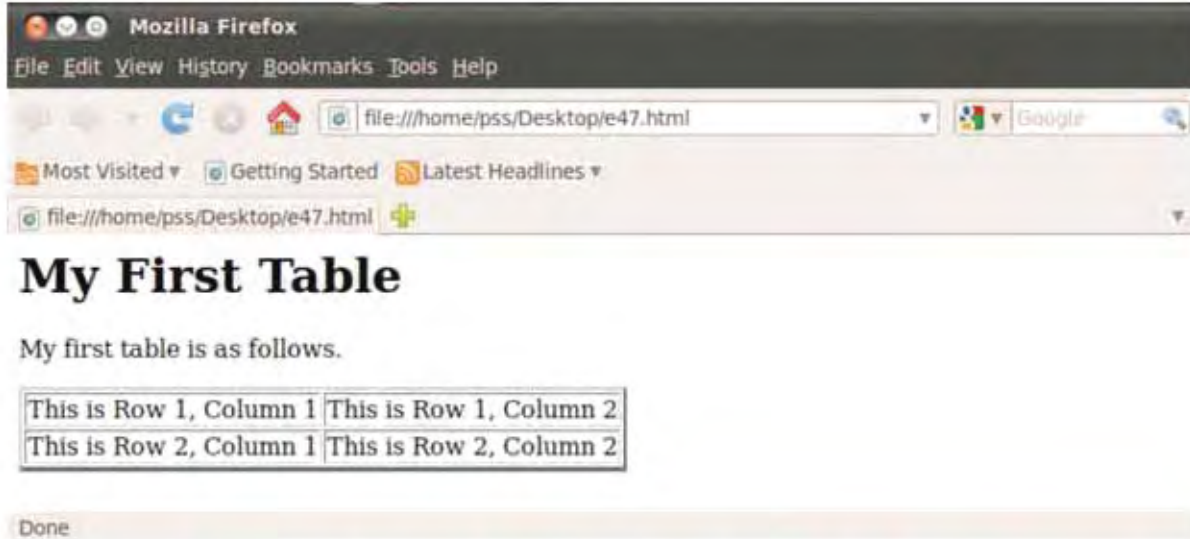 Mozilla Firefox
File Edit View History Bookmarks Tools Help
file:///home/pss/Desktop/e47.html Google
Most Visited Getting Started Latest Headlines
file:///home/pss/Desktop/e47.html
My First Table
My first table is as follows.
This is Row 1, Column 1 This is Row 1, Column 2
This is Row 2, Column 1 This is Row 2, Column 2
Done